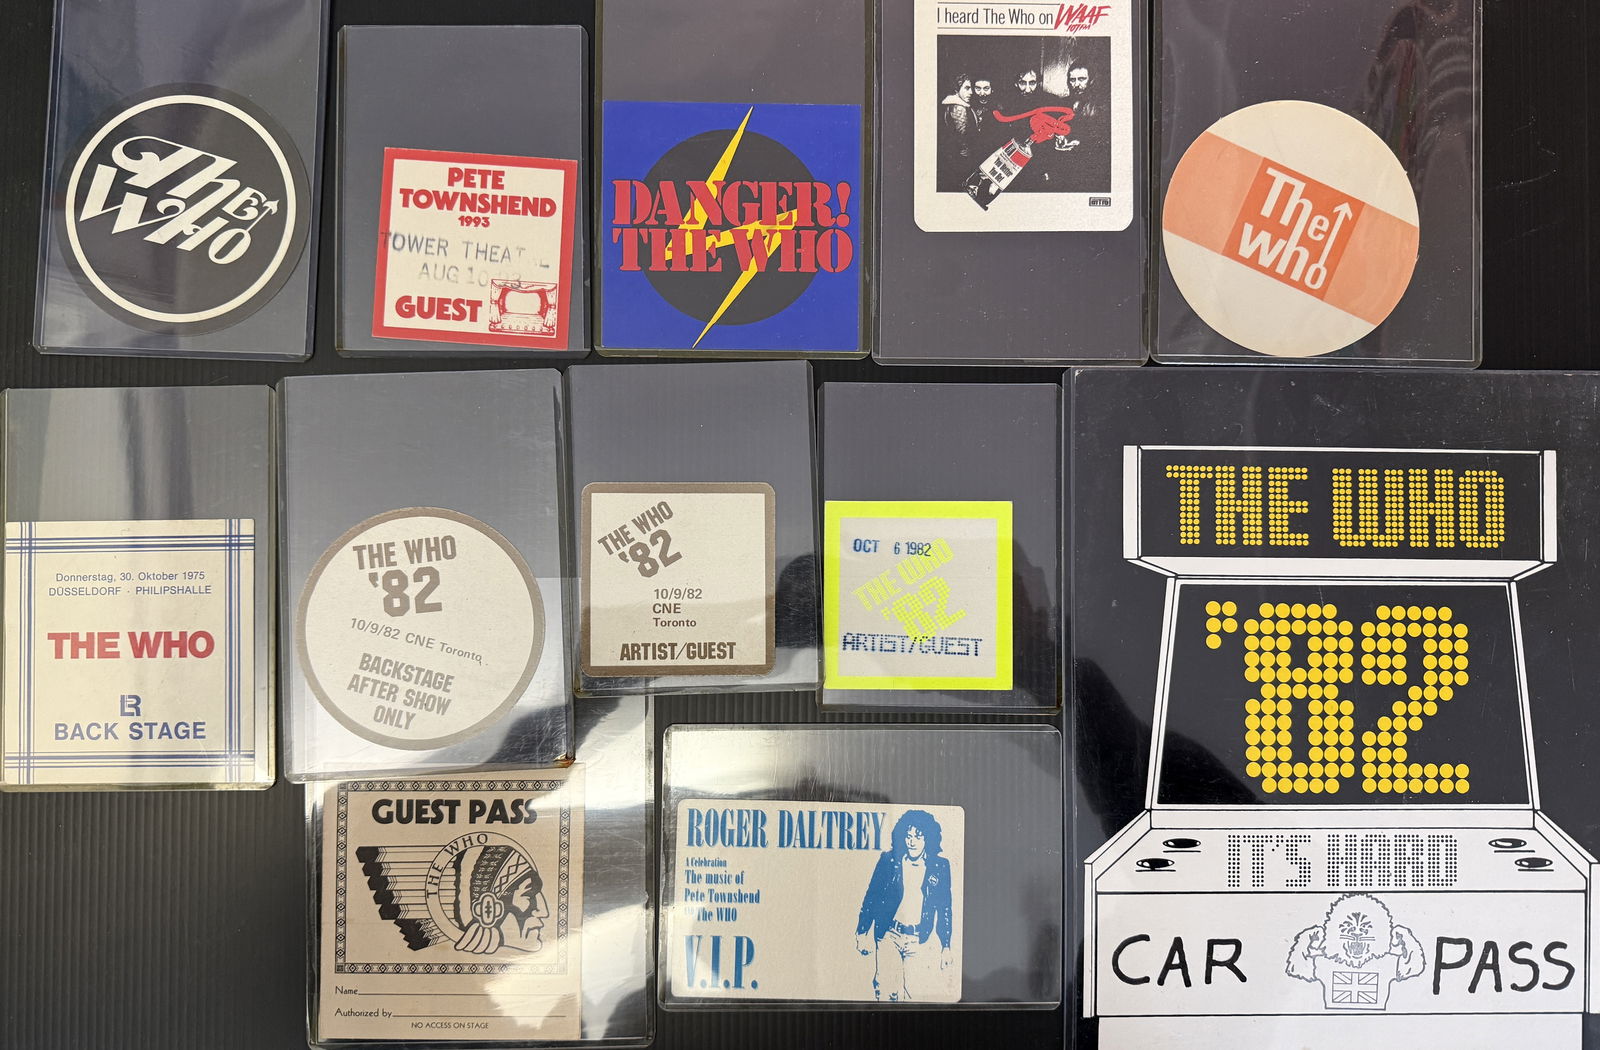 The
Who
PETE
TOWNSHEND
1993
TOWER THEAT E
AUG 10 93
GUEST
DANGER!
THE WHO
I heard The Who on WAAF
107FM
The
who
Donnerstag, 30. Oktober 1975
DÜSSELDORF · PHILIPSHALLE
THE WHO
LR
BACK STAGE
THE WHO
'82
10/9/82 CNE Toronto
BACKSTAGE
AFTER SHOW
ONLY
THE WHO
'82
10/9/82
CNE
Toronto
ARTIST/GUEST
OCT 6 1982
THE WHO
'82
ARTIST/GUEST
THE WHO
'82
IT'S HARD
CAR PASS
GUEST PASS
THE WHO
Name
Authorized by
NO ACCESS ON STAGE
ROGER DALTREY
A Celebration
The music of
Pete Townshend
The WHO
V.I.P.